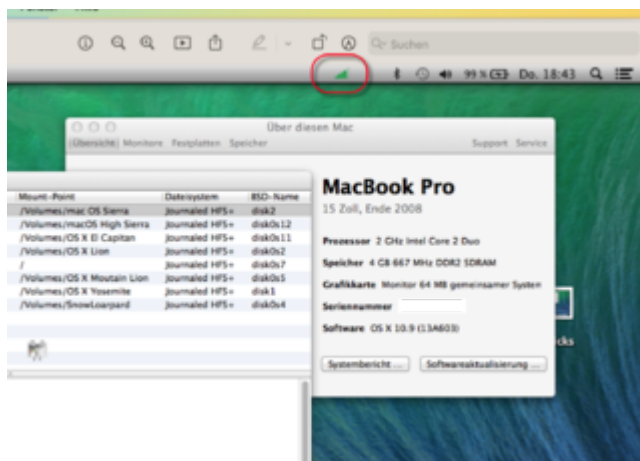 Suchen
99 % Do. 18:43
Über diesen Mac
Übersicht Monitore Festplatten Speicher Support Service
Mount-Point Dateisystem BSD-Name
/Volumes/mac OS Sierra Journaled HFS+ disk2
/Volumes/macOS High Sierra Journaled HFS+ disk0s12
/Volumes/OS X El Capitan Journaled HFS+ disk0s11
/Volumes/OS X Lion Journaled HFS+ disk0s2
/ Journaled HFS+ disk0s7
/Volumes/OS X Moutain Lion Journaled HFS+ disk0s5
/Volumes/OS X Yosemite Journaled HFS+ disk1
/Volumes/SnowLoarpard Journaled HFS+ disk0s4
MacBook Pro
15 Zoll, Ende 2008
Prozessor 2 GHz Intel Core 2 Duo
Speicher 4 GB 667 MHz DDR2 SDRAM
Grafikkarte Monitor 64 MB gemeinsamer System
Seriennummer
Software OS X 10.9 (13A603)
Systembericht ...
Softwareaktualisierung ...
cks